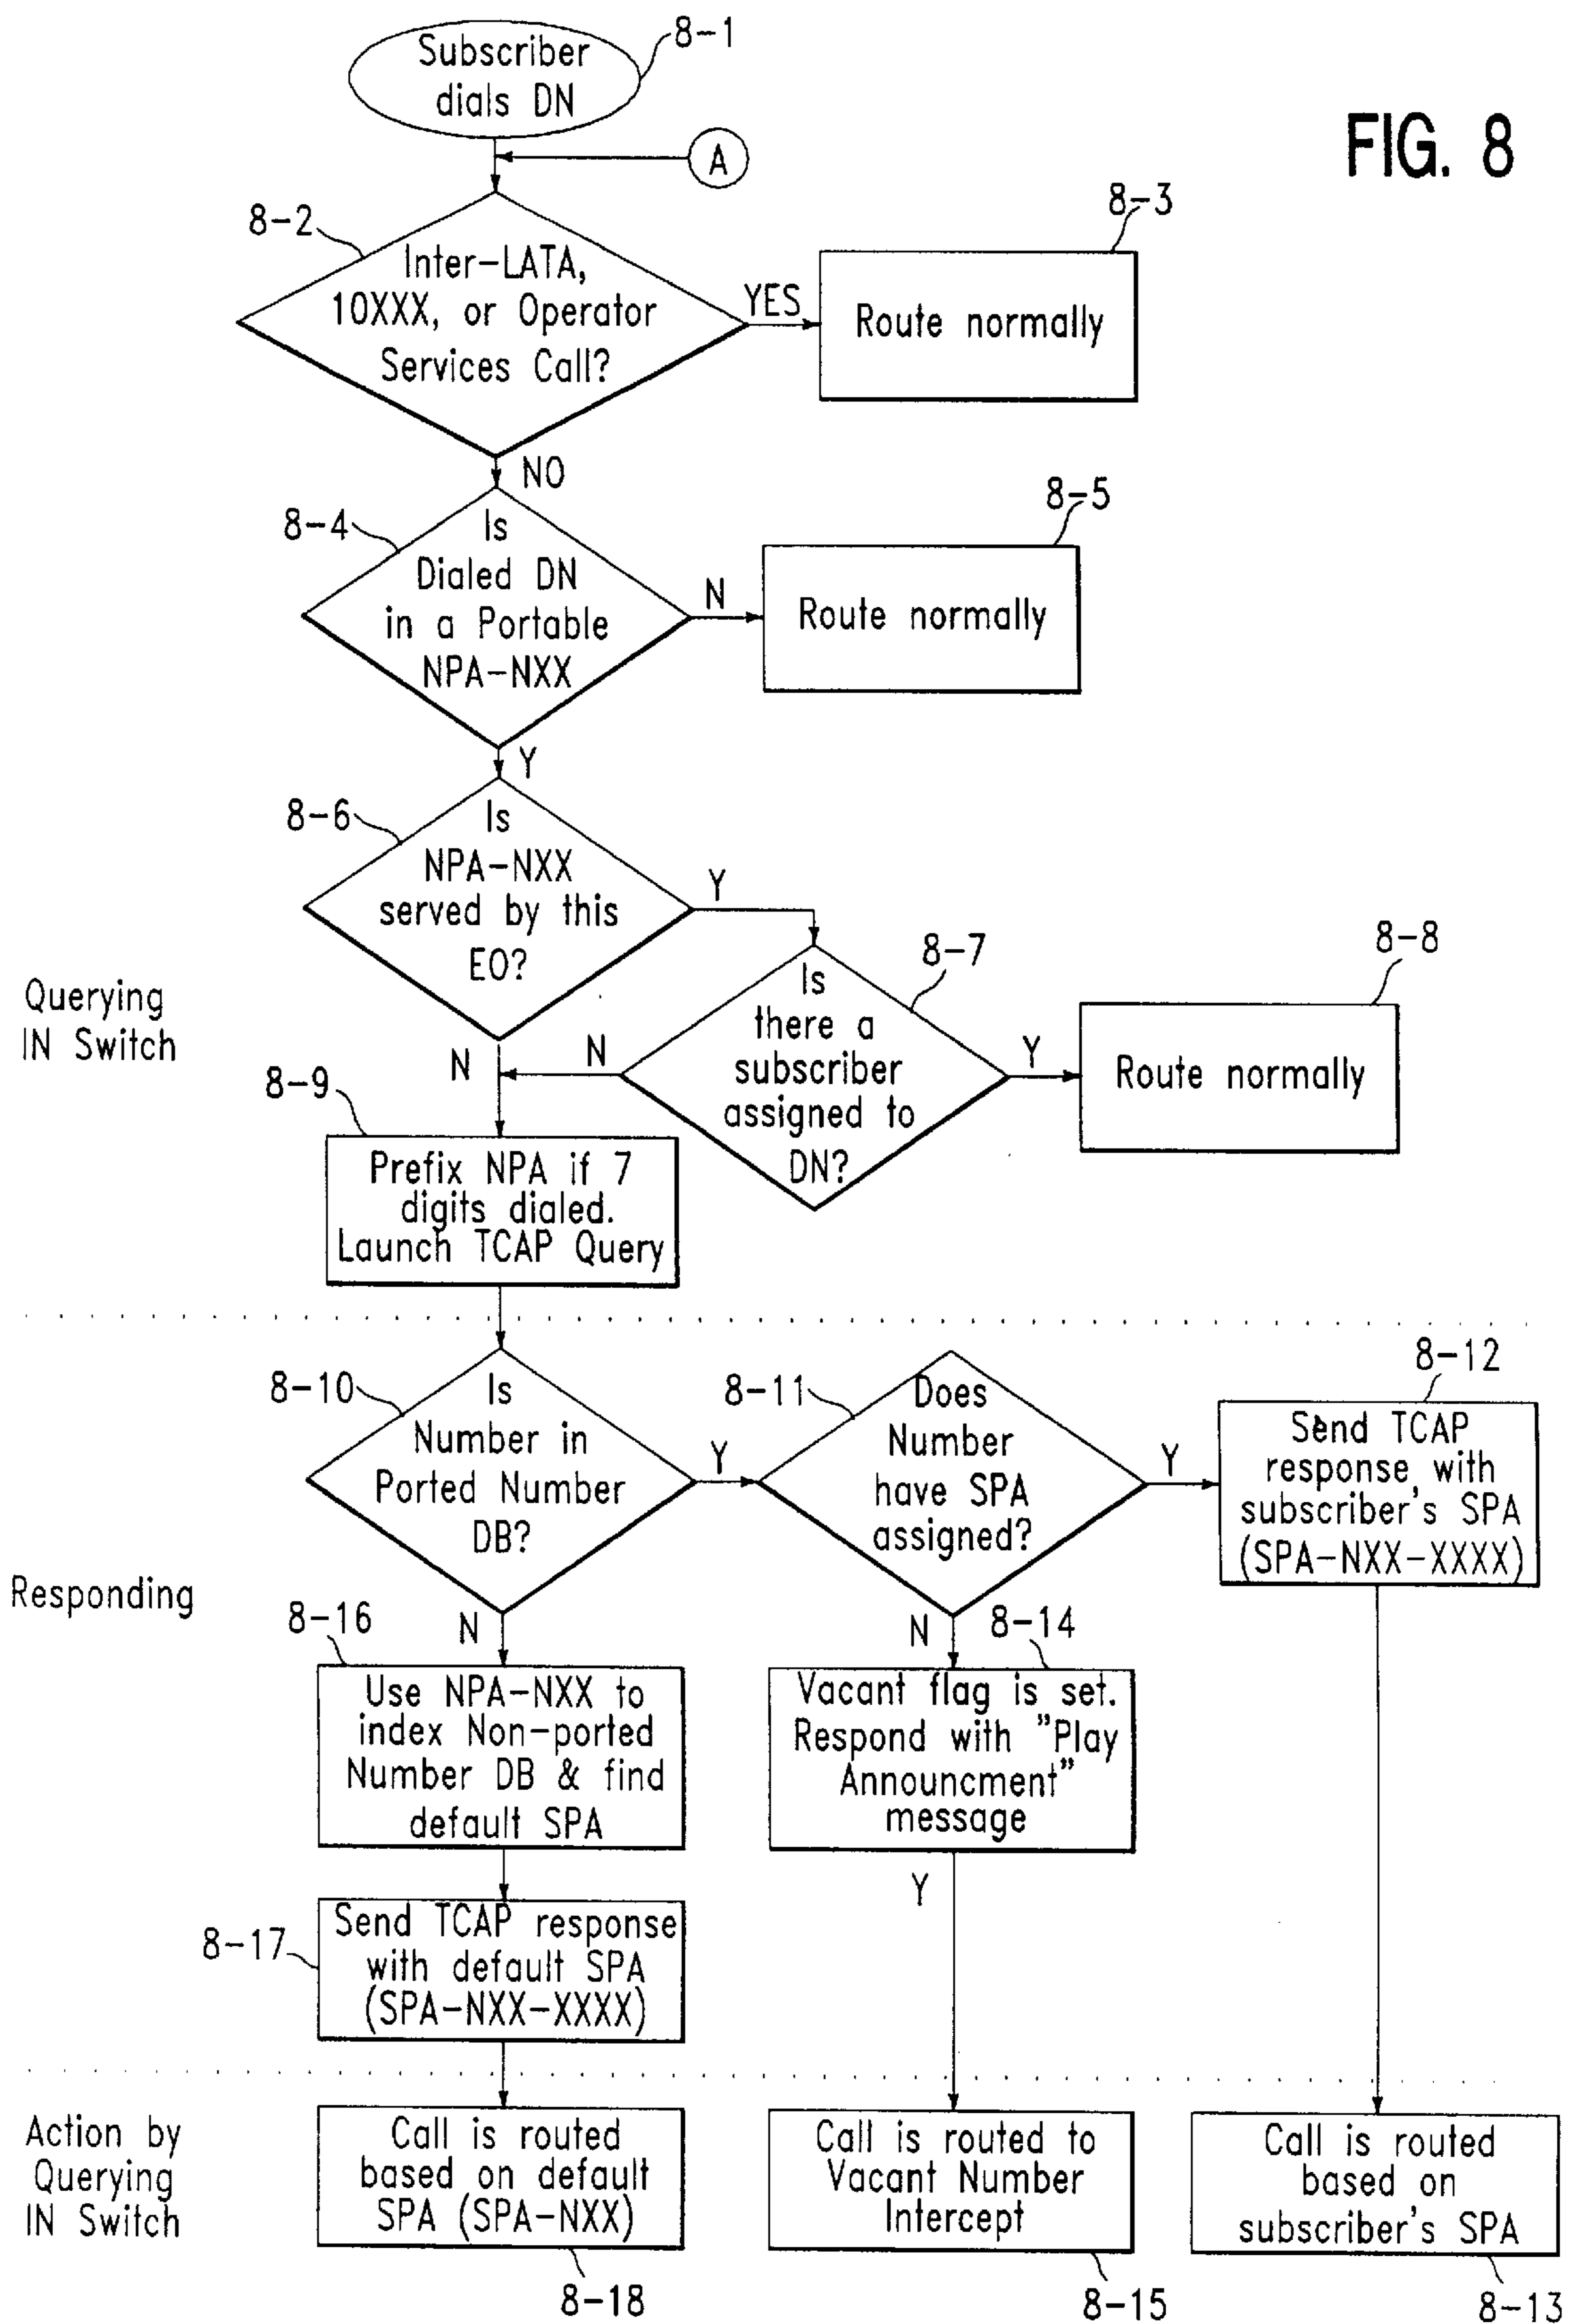 8-1
Subscriber
dials DN
A
FIG. 8
8-2
Inter-LATA,
10XXX, or Operator
Services Call?
YES
8-3
Route normally
NO
8-4
Is
Dialed DN
in a Portable
NPA-NXX
N
8-5
Route normally
Y
8-6
Is
NPA-NXX
served by this
EO?
Y
8-7
Is
there a
subscriber
assigned to
DN?
Y
8-8
Route normally
Querying
IN Switch
N
N
8-9
Prefix NPA if 7
digits dialed.
Launch TCAP Query
8-10
Is
Number in
Ported Number
DB?
Y
8-11
Does
Number
have SPA
assigned?
Y
8-12
Send TCAP
response with
subscriber's SPA
(SPA-NXX-XXXX)
Responding
N
8-16
Use NPA-NXX to
index Non-ported
Number DB & find
default SPA
N
8-14
Vacant flag is set.
Respond with "Play
Announcment"
message
Y
8-17
Send TCAP response
with default SPA
(SPA-NXX-XXXX)
Action by
Querying
IN Switch
Call is routed
based on default
SPA (SPA-NXX)
8-18
Call is routed to
Vacant Number
Intercept
8-15
Call is routed
based on
subscriber's SPA
8-13